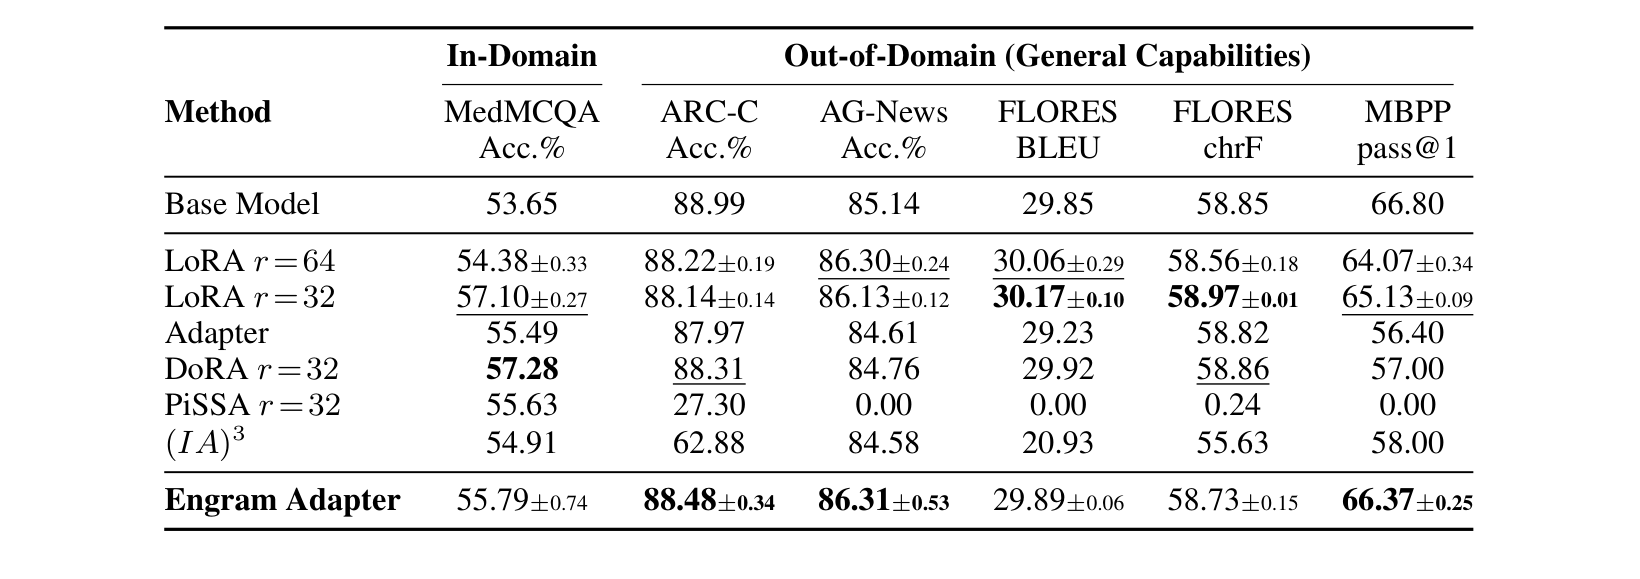 In-Domain Out-of-Domain (General Capabilities)
Method MedMCQA ARC-C AG-News FLORES FLORES MBPP
Acc.% Acc.% Acc.% BLEU chrF pass@1
Base Model 53.65 88.99 85.14 29.85 58.85 66.80
LoRA r = 64 54.38±0.33 88.22±0.19 86.30±0.24 30.06±0.29 58.56±0.18 64.07±0.34
LoRA r = 32 57.10±0.27 88.14±0.14 86.13±0.12 30.17±0.10 58.97±0.01 65.13±0.09
Adapter 55.49 87.97 84.61 29.23 58.82 56.40
DoRA r = 32 57.28 88.31 84.76 29.92 58.86 57.00
PiSSA r = 32 55.63 27.30 0.00 0.00 0.24 0.00
(IA)³ 54.91 62.88 84.58 20.93 55.63 58.00
Engram Adapter 55.79±0.74 88.48±0.34 86.31±0.53 29.89±0.06 58.73±0.15 66.37±0.25